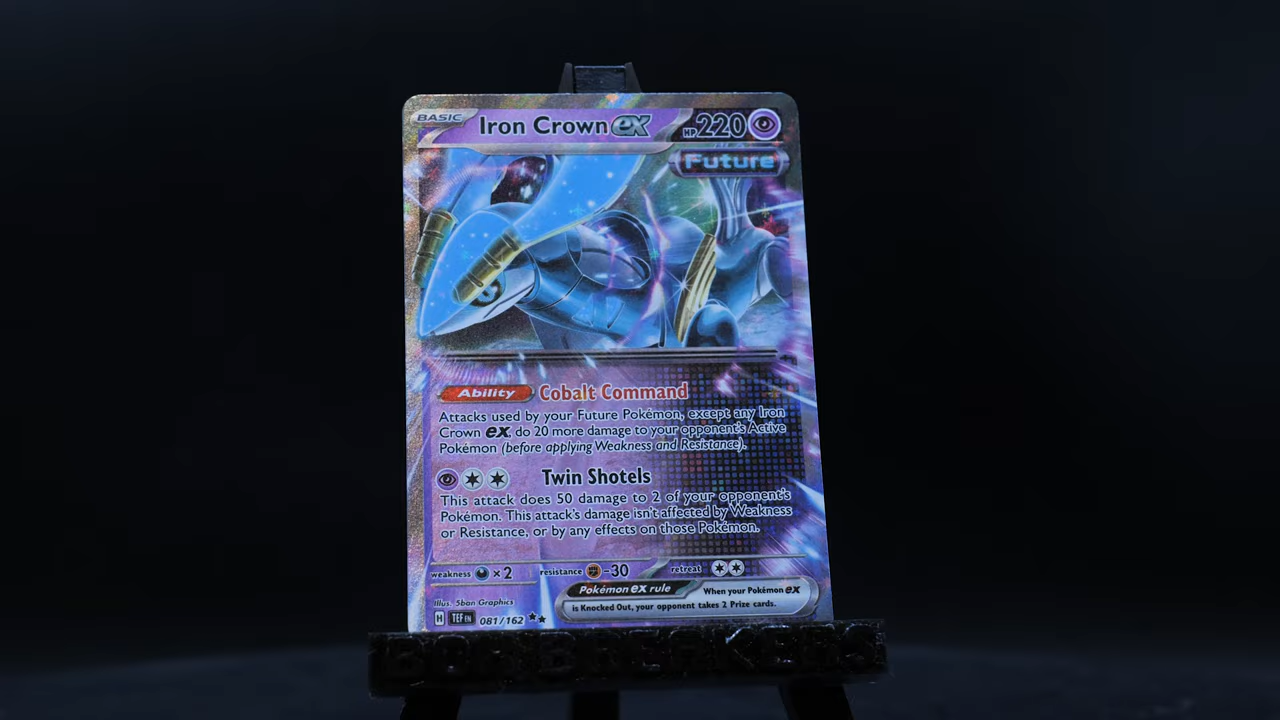 BASIC Iron Crown ex HP 220
Future
Ability Cobalt Command
Attacks used by your Future Pokémon, except any Iron
Crown ex, do 20 more damage to your opponent's Active
Pokémon (before applying Weakness and Resistance).
Twin Shotels
This attack does 50 damage to 2 of your opponent's
Pokémon. This attack's damage isn't affected by Weakness
or Resistance, or by any effects on those Pokémon.
weakness ×2 resistance -30 retreat
Pokémon ex rule When your Pokémon ex
is Knocked Out, your opponent takes 2 Prize cards.
Illus. 5ban Graphics
H TEF EN 081/162
BOB BREAKERS